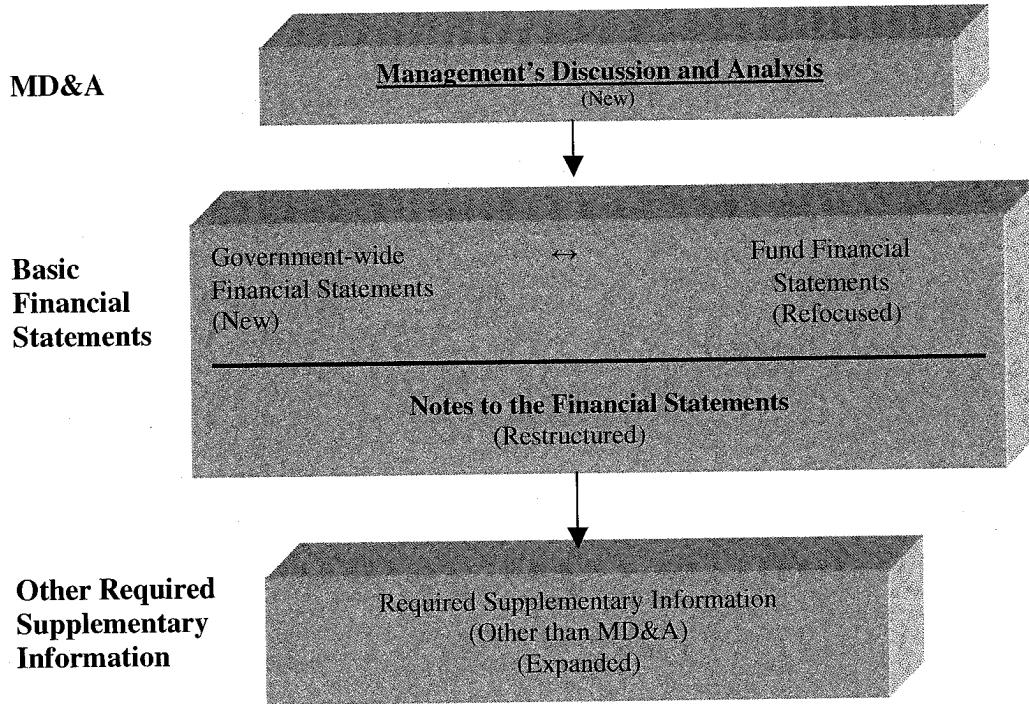 MD&A
Management's Discussion and Analysis
(New)
Basic
Financial
Statements
Government-wide
Financial Statements
(New)
↔
Fund Financial
Statements
(Refocused)
Notes to the Financial Statements
(Restructured)
Other Required
Supplementary
Information
Required Supplementary Information
(Other than MD&A)
(Expanded)